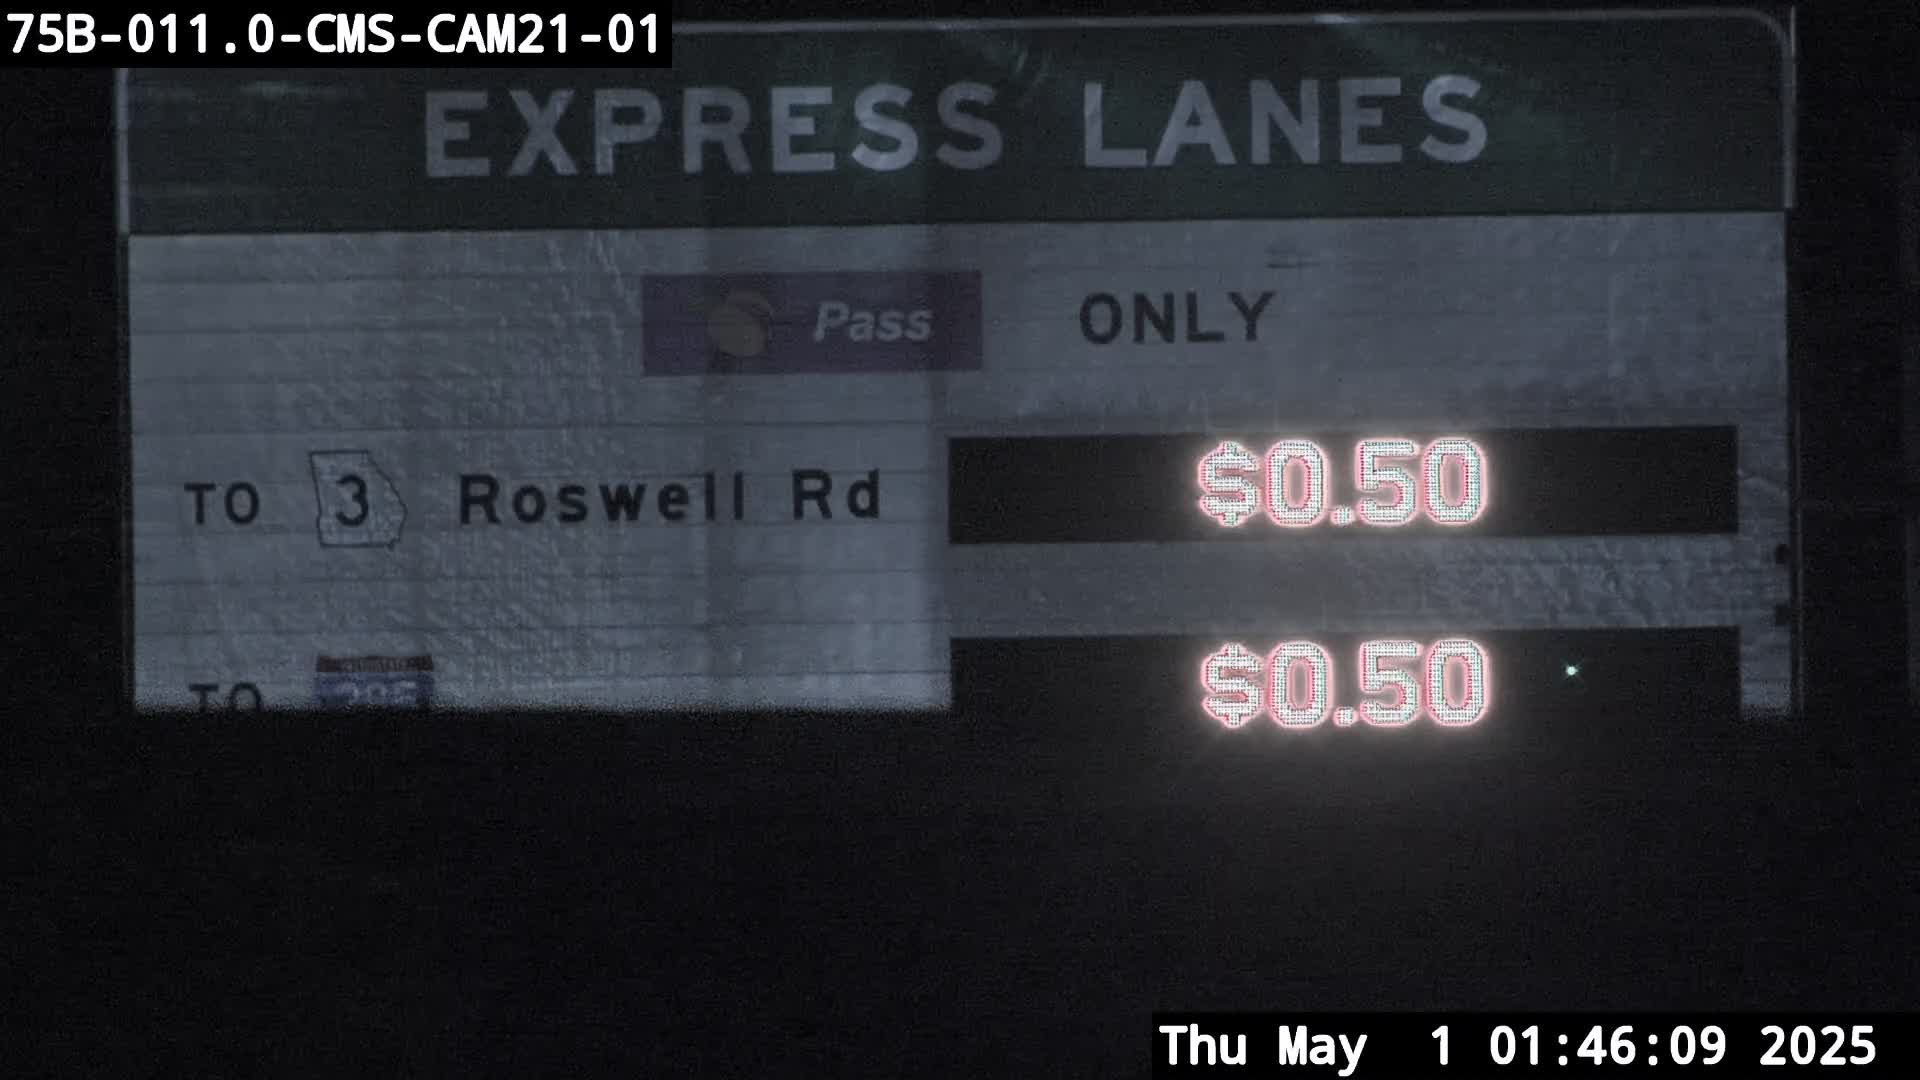 75B-011.0-CMS-CAM21-01
EXPRESS LANES
Pass ONLY
TO 3 Roswell Rd $0.50
TO $0.50
Thu May 1 01:46:09 2025